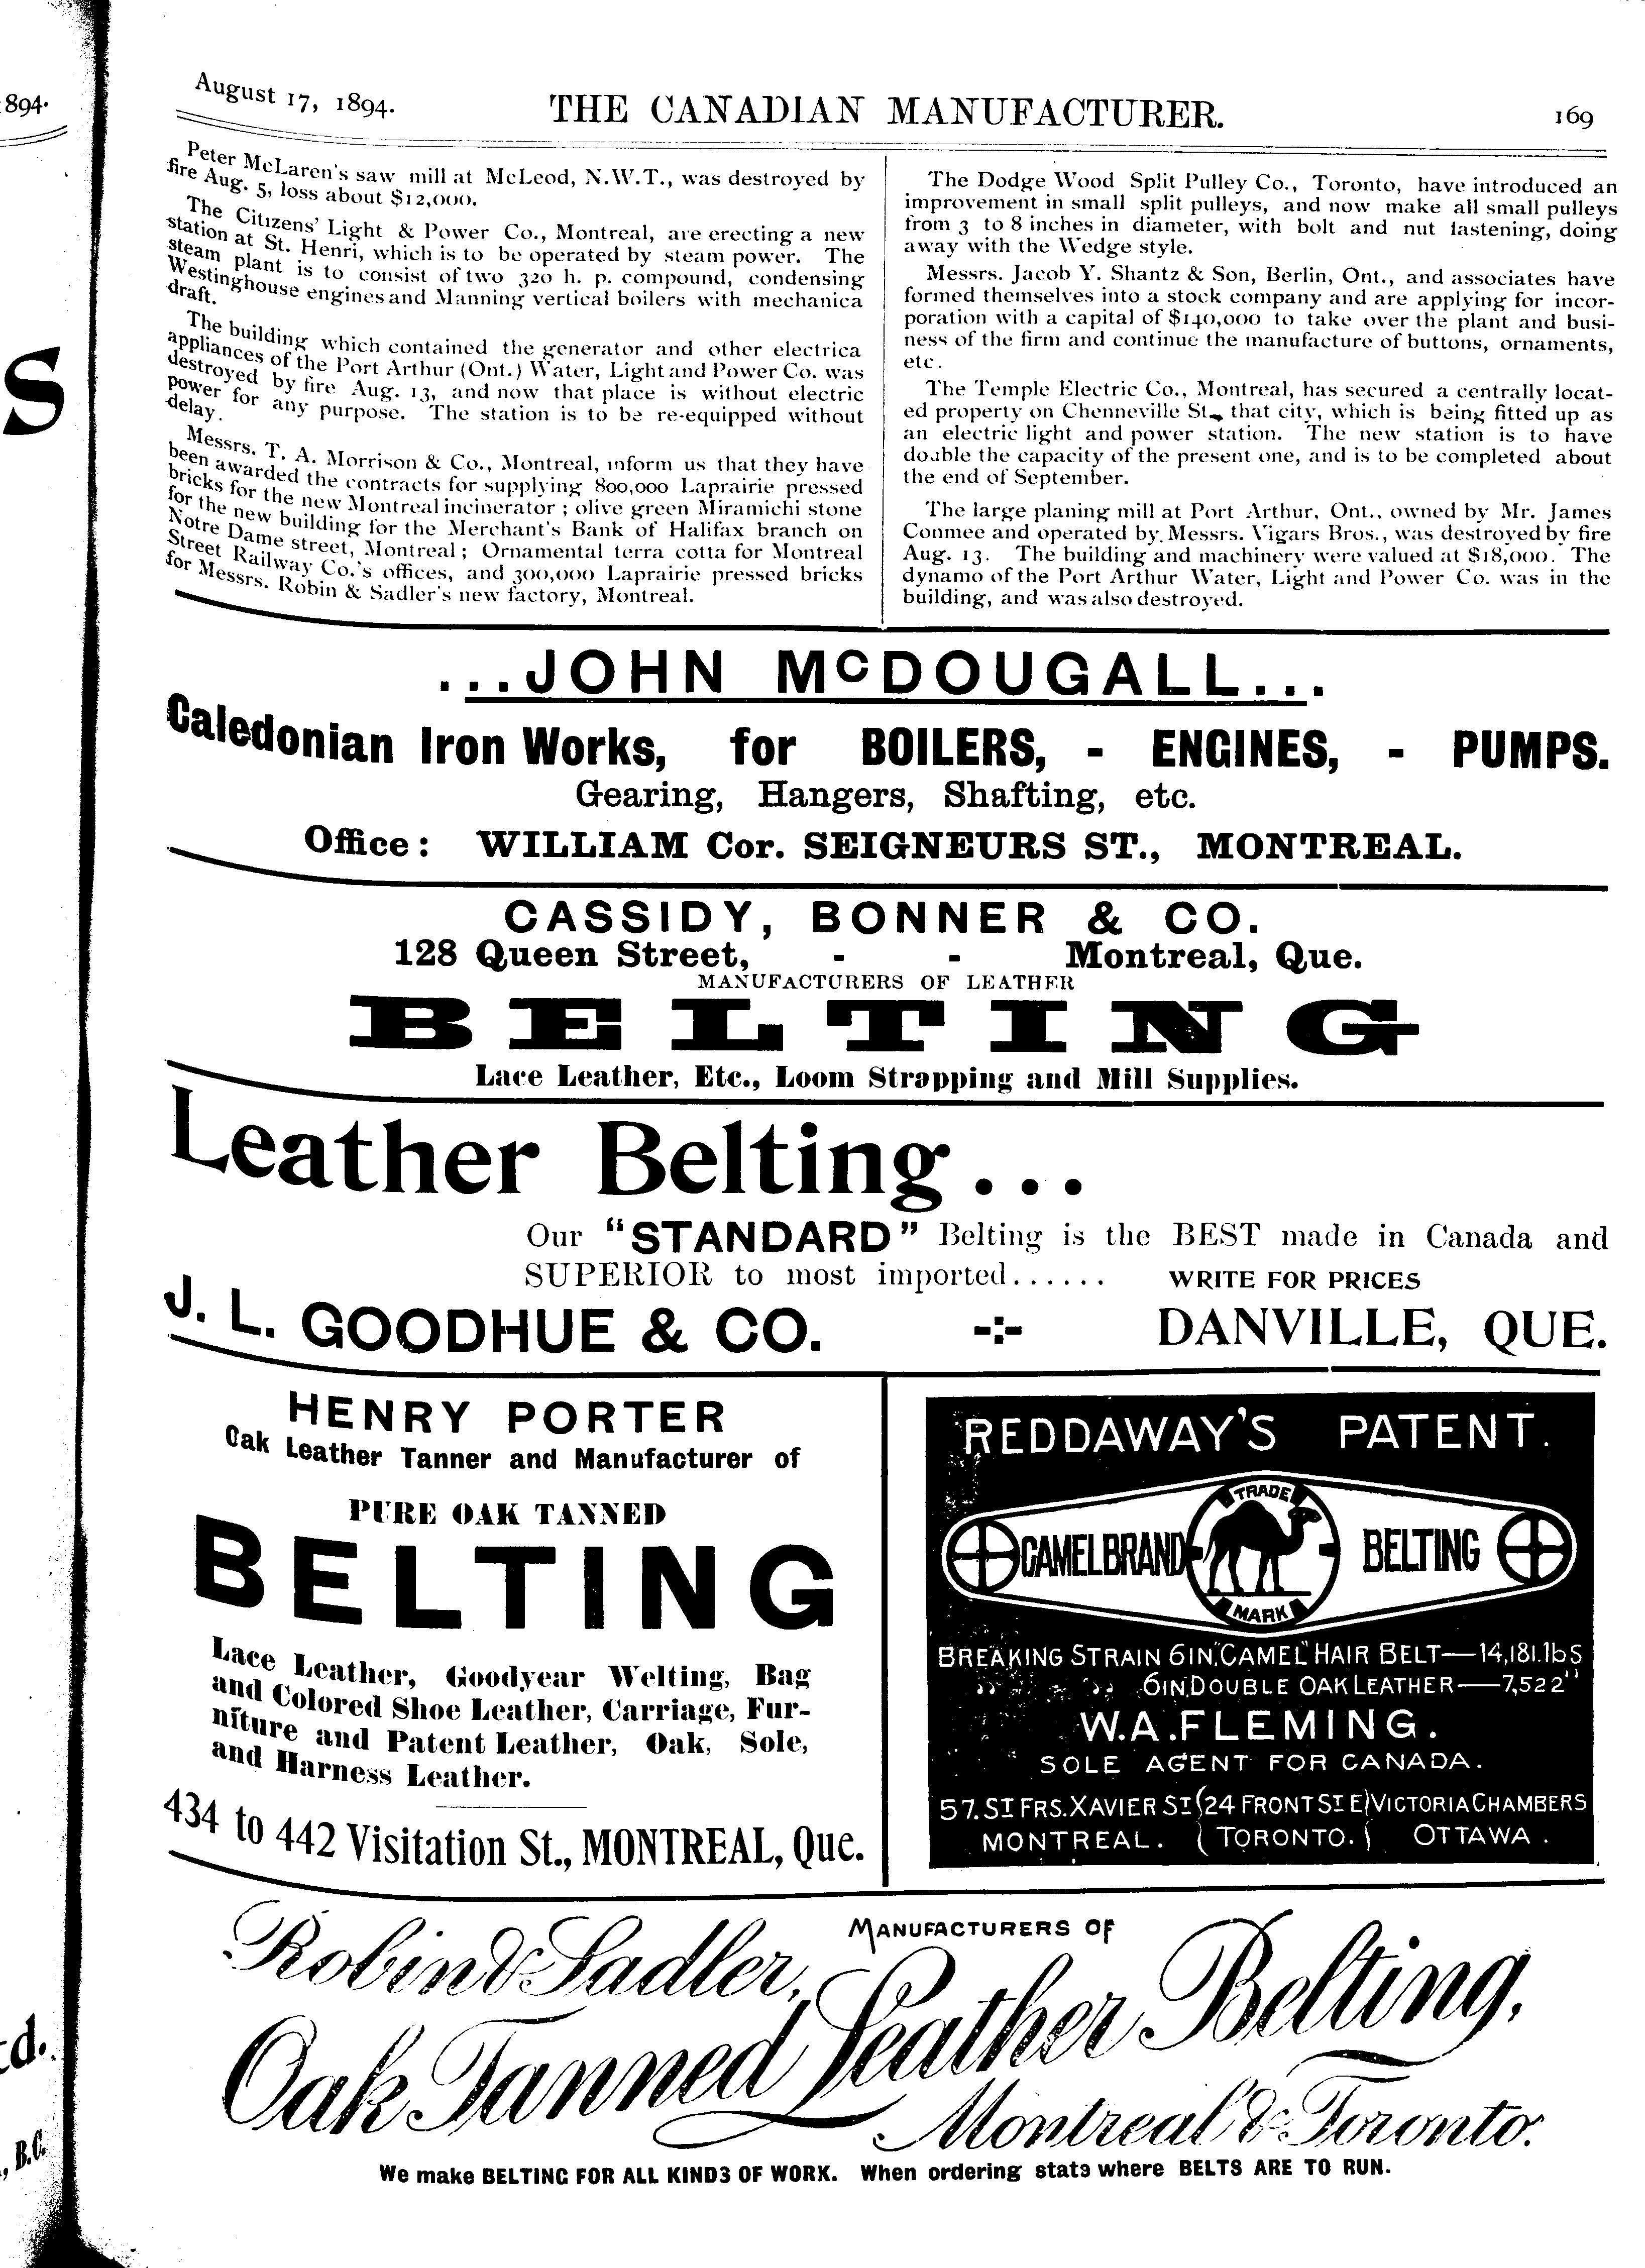 1894.
S
td.
, B.C.
August 17, 1894. THE CANADIAN MANUFACTURER. 169
Peter McLaren's saw mill at McLeod, N.W.T., was destroyed by
fire Aug. 5, loss about $12,000.
The Citizens' Light & Power Co., Montreal, are erecting a new
station at St. Henri, which is to be operated by steam power. The
steam plant is to consist of two 320 h. p. compound, condensing
Westinghouse engines and Manning vertical boilers with mechanica
draft.
The building which contained the generator and other electrica
appliances of the Port Arthur (Ont.) Water, Light and Power Co. was
destroyed by fire Aug. 13, and now that place is without electric
power for any purpose. The station is to be re-equipped without
delay.
Messrs. T. A. Morrison & Co., Montreal, inform us that they have
been awarded the contracts for supplying 800,000 Laprairie pressed
bricks for the new Montreal incinerator ; olive green Miramichi stone
for the new building for the Merchant's Bank of Halifax branch on
Notre Dame street, Montreal ; Ornamental terra cotta for Montreal
Street Railway Co.'s offices, and 300,000 Laprairie pressed bricks
for Messrs. Robin & Sadler's new factory, Montreal.
The Dodge Wood Split Pulley Co., Toronto, have introduced an
improvement in small split pulleys, and now make all small pulleys
from 3 to 8 inches in diameter, with bolt and nut fastening, doing
away with the Wedge style.
Messrs. Jacob Y. Shantz & Son, Berlin, Ont., and associates have
formed themselves into a stock company and are applying for incor-
poration with a capital of $140,000 to take over the plant and busi-
ness of the firm and continue the manufacture of buttons, ornaments,
etc.
The Temple Electric Co., Montreal, has secured a centrally locat-
ed property on Chenneville St., that city, which is being fitted up as
an electric light and power station. The new station is to have
double the capacity of the present one, and is to be completed about
the end of September.
The large planing mill at Port Arthur, Ont., owned by Mr. James
Conmee and operated by Messrs. Vigars Bros., was destroyed by fire
Aug. 13. The building and machinery were valued at $18,000. The
dynamo of the Port Arthur Water, Light and Power Co. was in the
building, and was also destroyed.
...JOHN McDOUGALL...
Caledonian Iron Works, for BOILERS, - ENGINES, - PUMPS.
Gearing, Hangers, Shafting, etc.
Office : WILLIAM Cor. SEIGNEURS ST., MONTREAL.
CASSIDY, BONNER & CO.
128 Queen Street, - - Montreal, Que.
MANUFACTURERS OF LEATHER
BELTING
Lace Leather, Etc., Loom Strapping and Mill Supplies.
Leather Belting...
Our "STANDARD" Belting is the BEST made in Canada and
SUPERIOR to most imported...... WRITE FOR PRICES
J. L. GOODHUE & CO. -:- DANVILLE, QUE.
HENRY PORTER
Oak Leather Tanner and Manufacturer of
PURE OAK TANNED
BELTING
Lace Leather, Goodyear Welting, Bag
and Colored Shoe Leather, Carriage, Fur-
niture and Patent Leather, Oak, Sole,
and Harness Leather.
434 to 442 Visitation St., MONTREAL, Que.
REDDAWAY'S PATENT.
TRADE
CAMEL BRAND BELTING
MARK
BREAKING STRAIN 6IN."CAMEL" HAIR BELT—14,181.lbs
" " 6IN.DOUBLE OAK LEATHER—7,522 "
W.A.FLEMING.
SOLE AGENT FOR CANADA.
57. ST FRS. XAVIER ST (24 FRONT ST E) VICTORIA CHAMBERS
MONTREAL. ( TORONTO. ) OTTAWA .
Robin & Sadler, MANUFACTURERS OF
Oak Tanned Leather Belting,
Montreal & Toronto.
We make BELTING FOR ALL KIND3 OF WORK. When ordering state where BELTS ARE TO RUN.